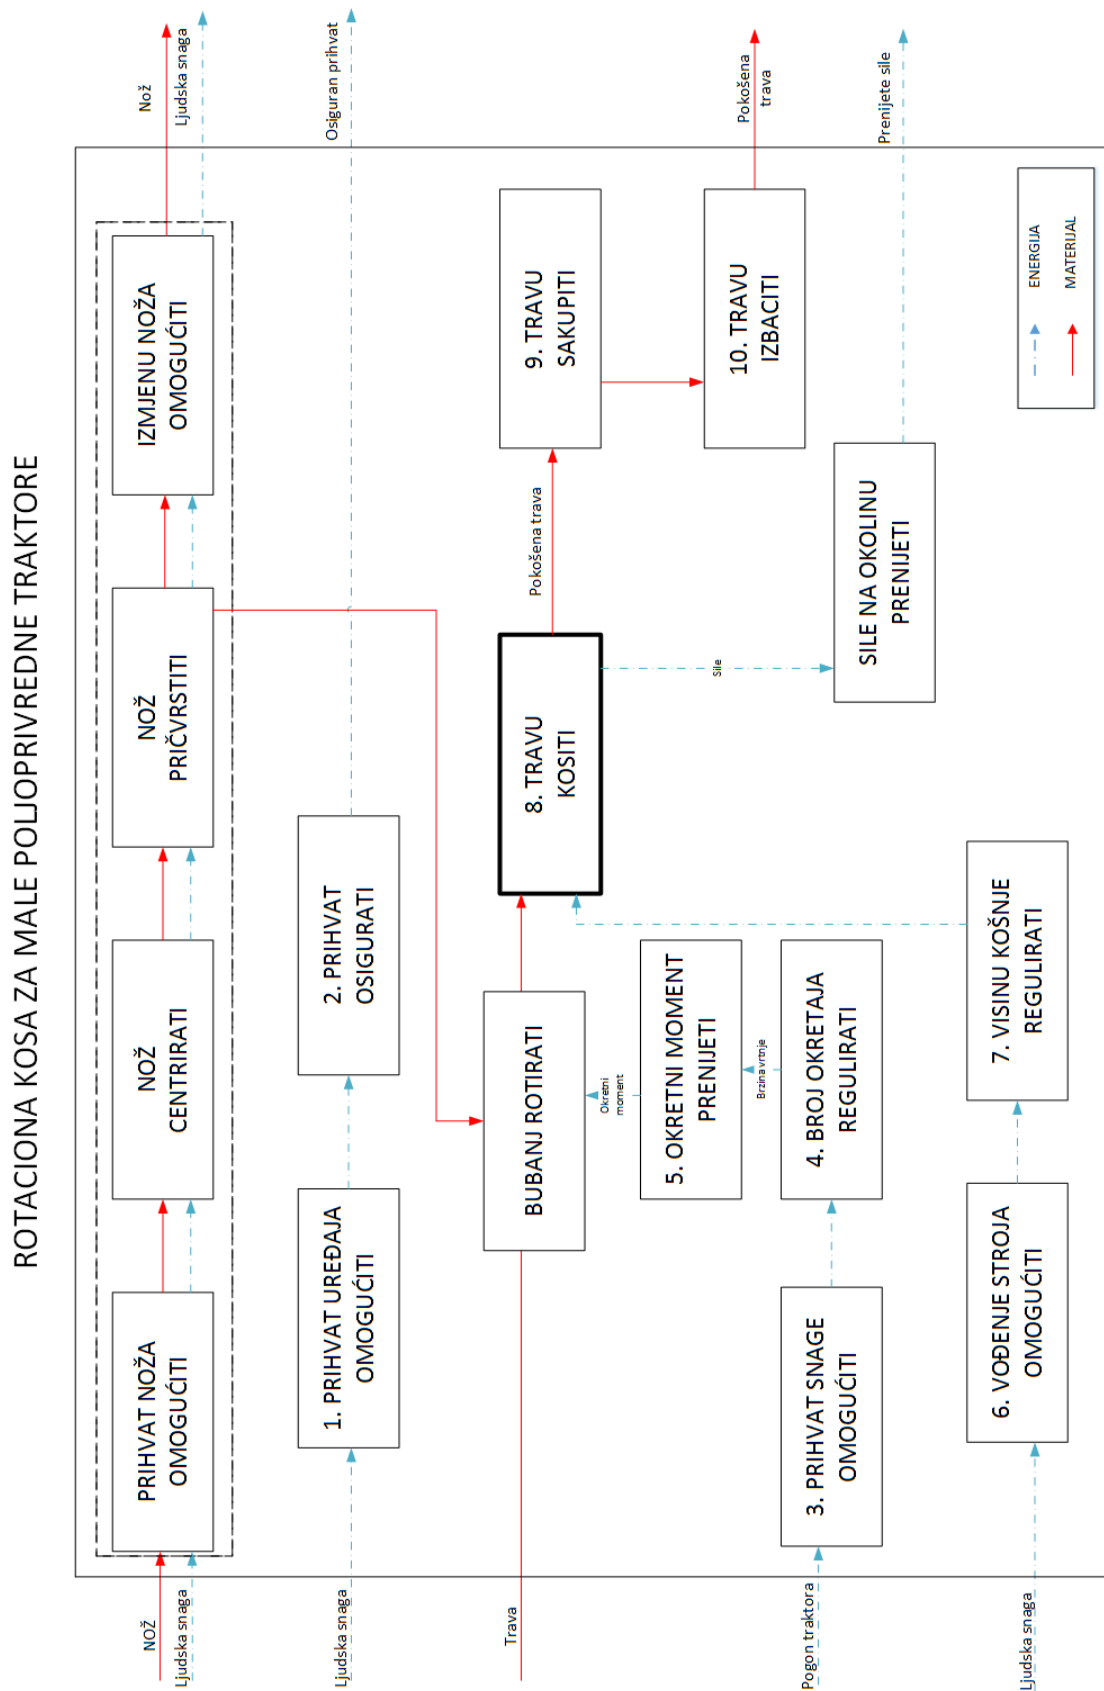 ROTACIONA KOSA ZA MALE POLJOPRIVREDNE TRAKTORE
NOŽ
Ljudska snaga
PRIHVAT NOŽA
OMOGUĆITI
NOŽ
CENTRIRATI
NOŽ
PRIČVRSTITI
IZMJENU NOŽA
OMOGUĆITI
Nož
Ljudska snaga
Ljudska snaga
1. PRIHVAT UREĐAJA
OMOGUĆITI
2. PRIHVAT
OSIGURATI
Osiguran prihvat
Trava
BUBANJ ROTIRATI
8. TRAVU
KOSITI
Pokošena trava
9. TRAVU
SAKUPITI
Okretni
moment
5. OKRETNI MOMENT
PRENIJETI
Sile
10. TRAVU
IZBACITI
Pokošena
trava
Brzina vrtnje
Pogon traktora
3. PRIHVAT SNAGE
OMOGUĆITI
4. BROJ OKRETAJA
REGULIRATI
SILE NA OKOLINU
PRENIJETI
Prenijete sile
Ljudska snaga
6. VOĐENJE STROJA
OMOGUĆITI
7. VISINU KOŠNJE
REGULIRATI
ENERGIJA
MATERIJAL